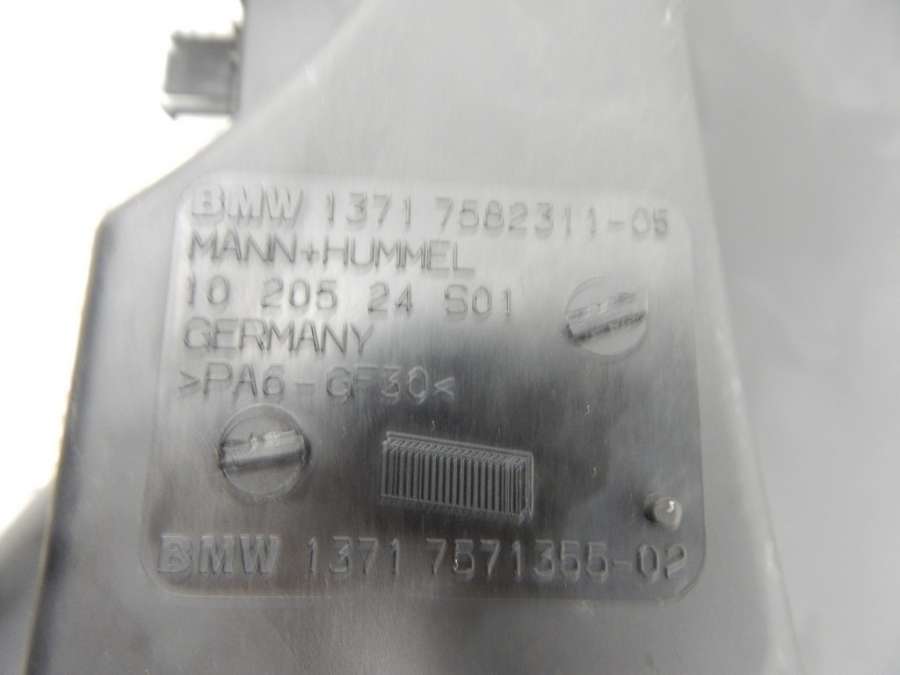 BMW 1371 7582311-05
MANN+HUMMEL
10 205 24 S01
GERMANY
>PA6-GF30<
BMW 1371 7571355-02